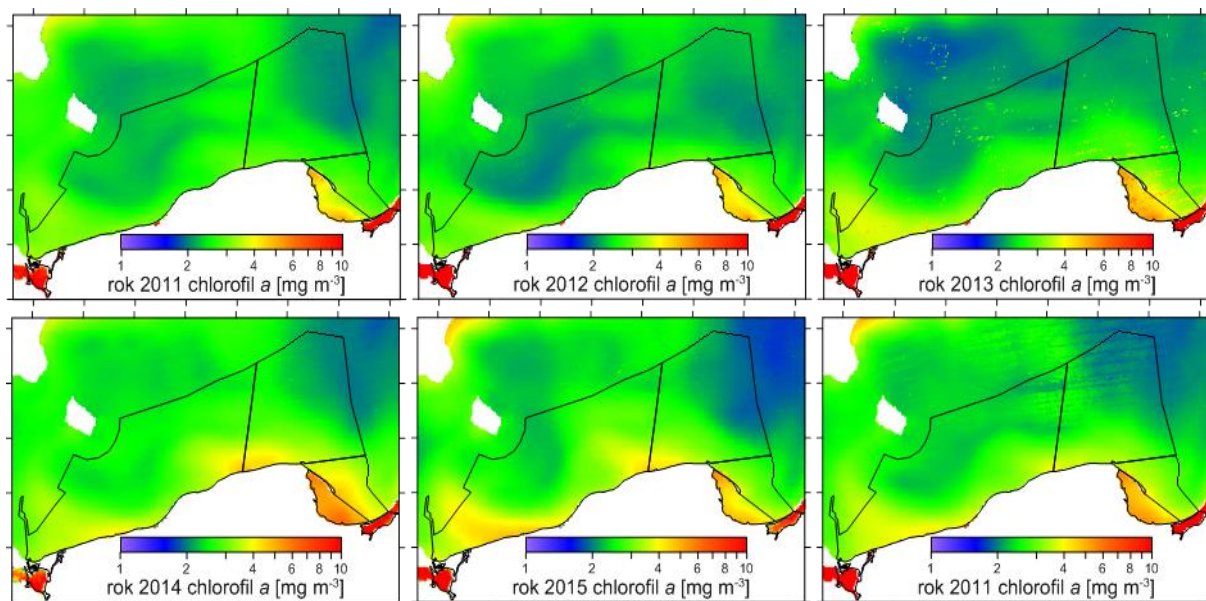 1 2 4 6 8 10
rok 2011 chlorofil a [mg m-3]
1 2 4 6 8 10
rok 2012 chlorofil a [mg m-3]
1 2 4 6 8 10
rok 2013 chlorofil a [mg m-3]
1 2 4 6 8 10
rok 2014 chlorofil a [mg m-3]
1 2 4 6 8 10
rok 2015 chlorofil a [mg m-3]
1 2 4 6 8 10
rok 2011 chlorofil a [mg m-3]